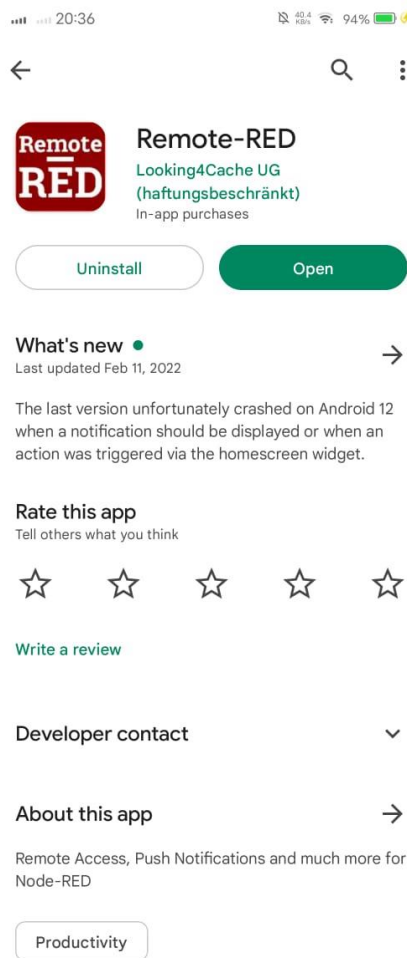 20:36
40.4
KB/s
94%
Remote
RED
Remote-RED
Looking4Cache UG
(haftungsbeschränkt)
In-app purchases
Uninstall
Open
What's new
Last updated Feb 11, 2022
The last version unfortunately crashed on Android 12
when a notification should be displayed or when an
action was triggered via the homescreen widget.
Rate this app
Tell others what you think
Write a review
Developer contact
About this app
Remote Access, Push Notifications and much more for
Node-RED
Productivity